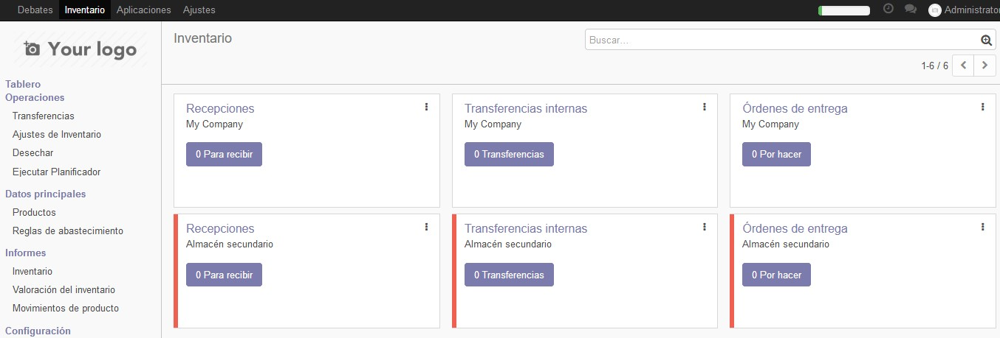 Debates Inventario Aplicaciones Ajustes Administrator
Your logo
Inventario
Buscar...
1-6 / 6
Tablero
Operaciones
Transferencias
Ajustes de Inventario
Desechar
Ejecutar Planificador
Datos principales
Productos
Reglas de abastecimiento
Informes
Inventario
Valoración del inventario
Movimientos de producto
Configuración
Recepciones
My Company
0 Para recibir
Transferencias internas
My Company
0 Transferencias
Órdenes de entrega
My Company
0 Por hacer
Recepciones
Almacén secundario
0 Para recibir
Transferencias internas
Almacén secundario
0 Transferencias
Órdenes de entrega
Almacén secundario
0 Por hacer